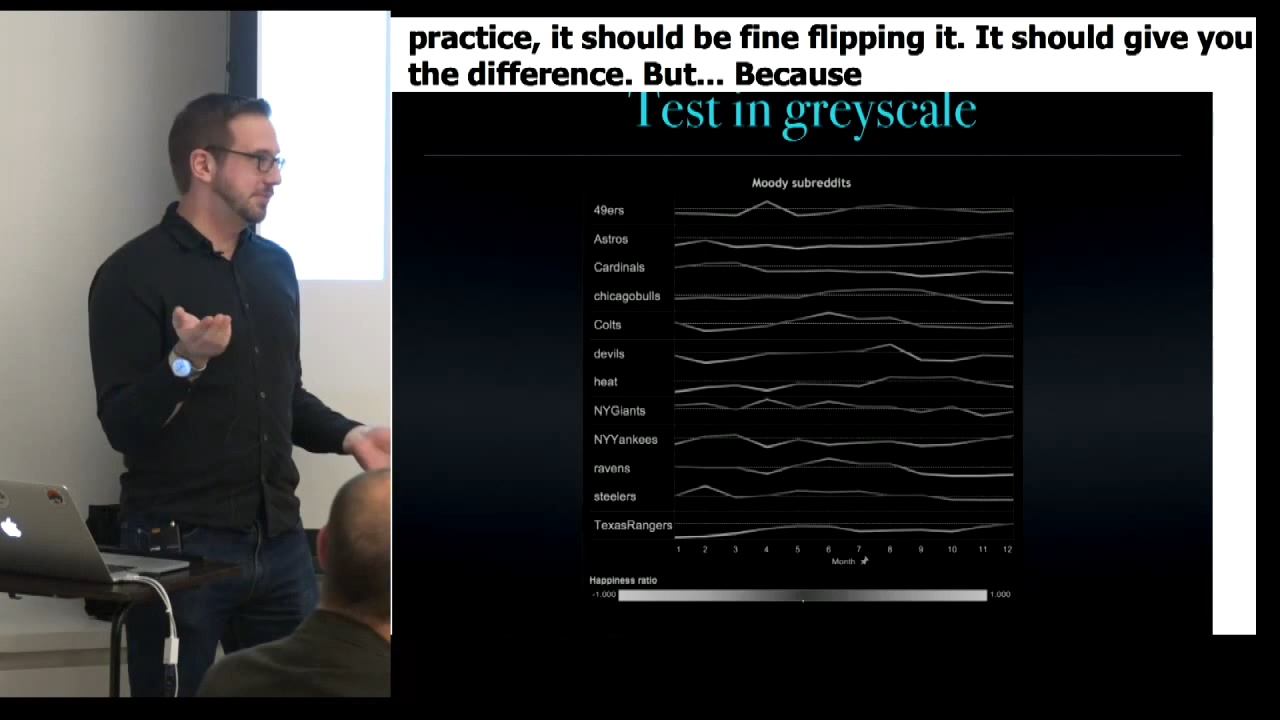 practice, it should be fine flipping it. It should give you
the difference. But... Because
Test in greyscale
Moody subreddits
49ers
Astros
Cardinals
chicagobulls
Colts
devils
heat
NYGiants
NYYankees
ravens
steelers
TexasRangers
1 2 3 4 5 6 7 8 9 10 11 12
Month
Happiness ratio
-1.000 1.000